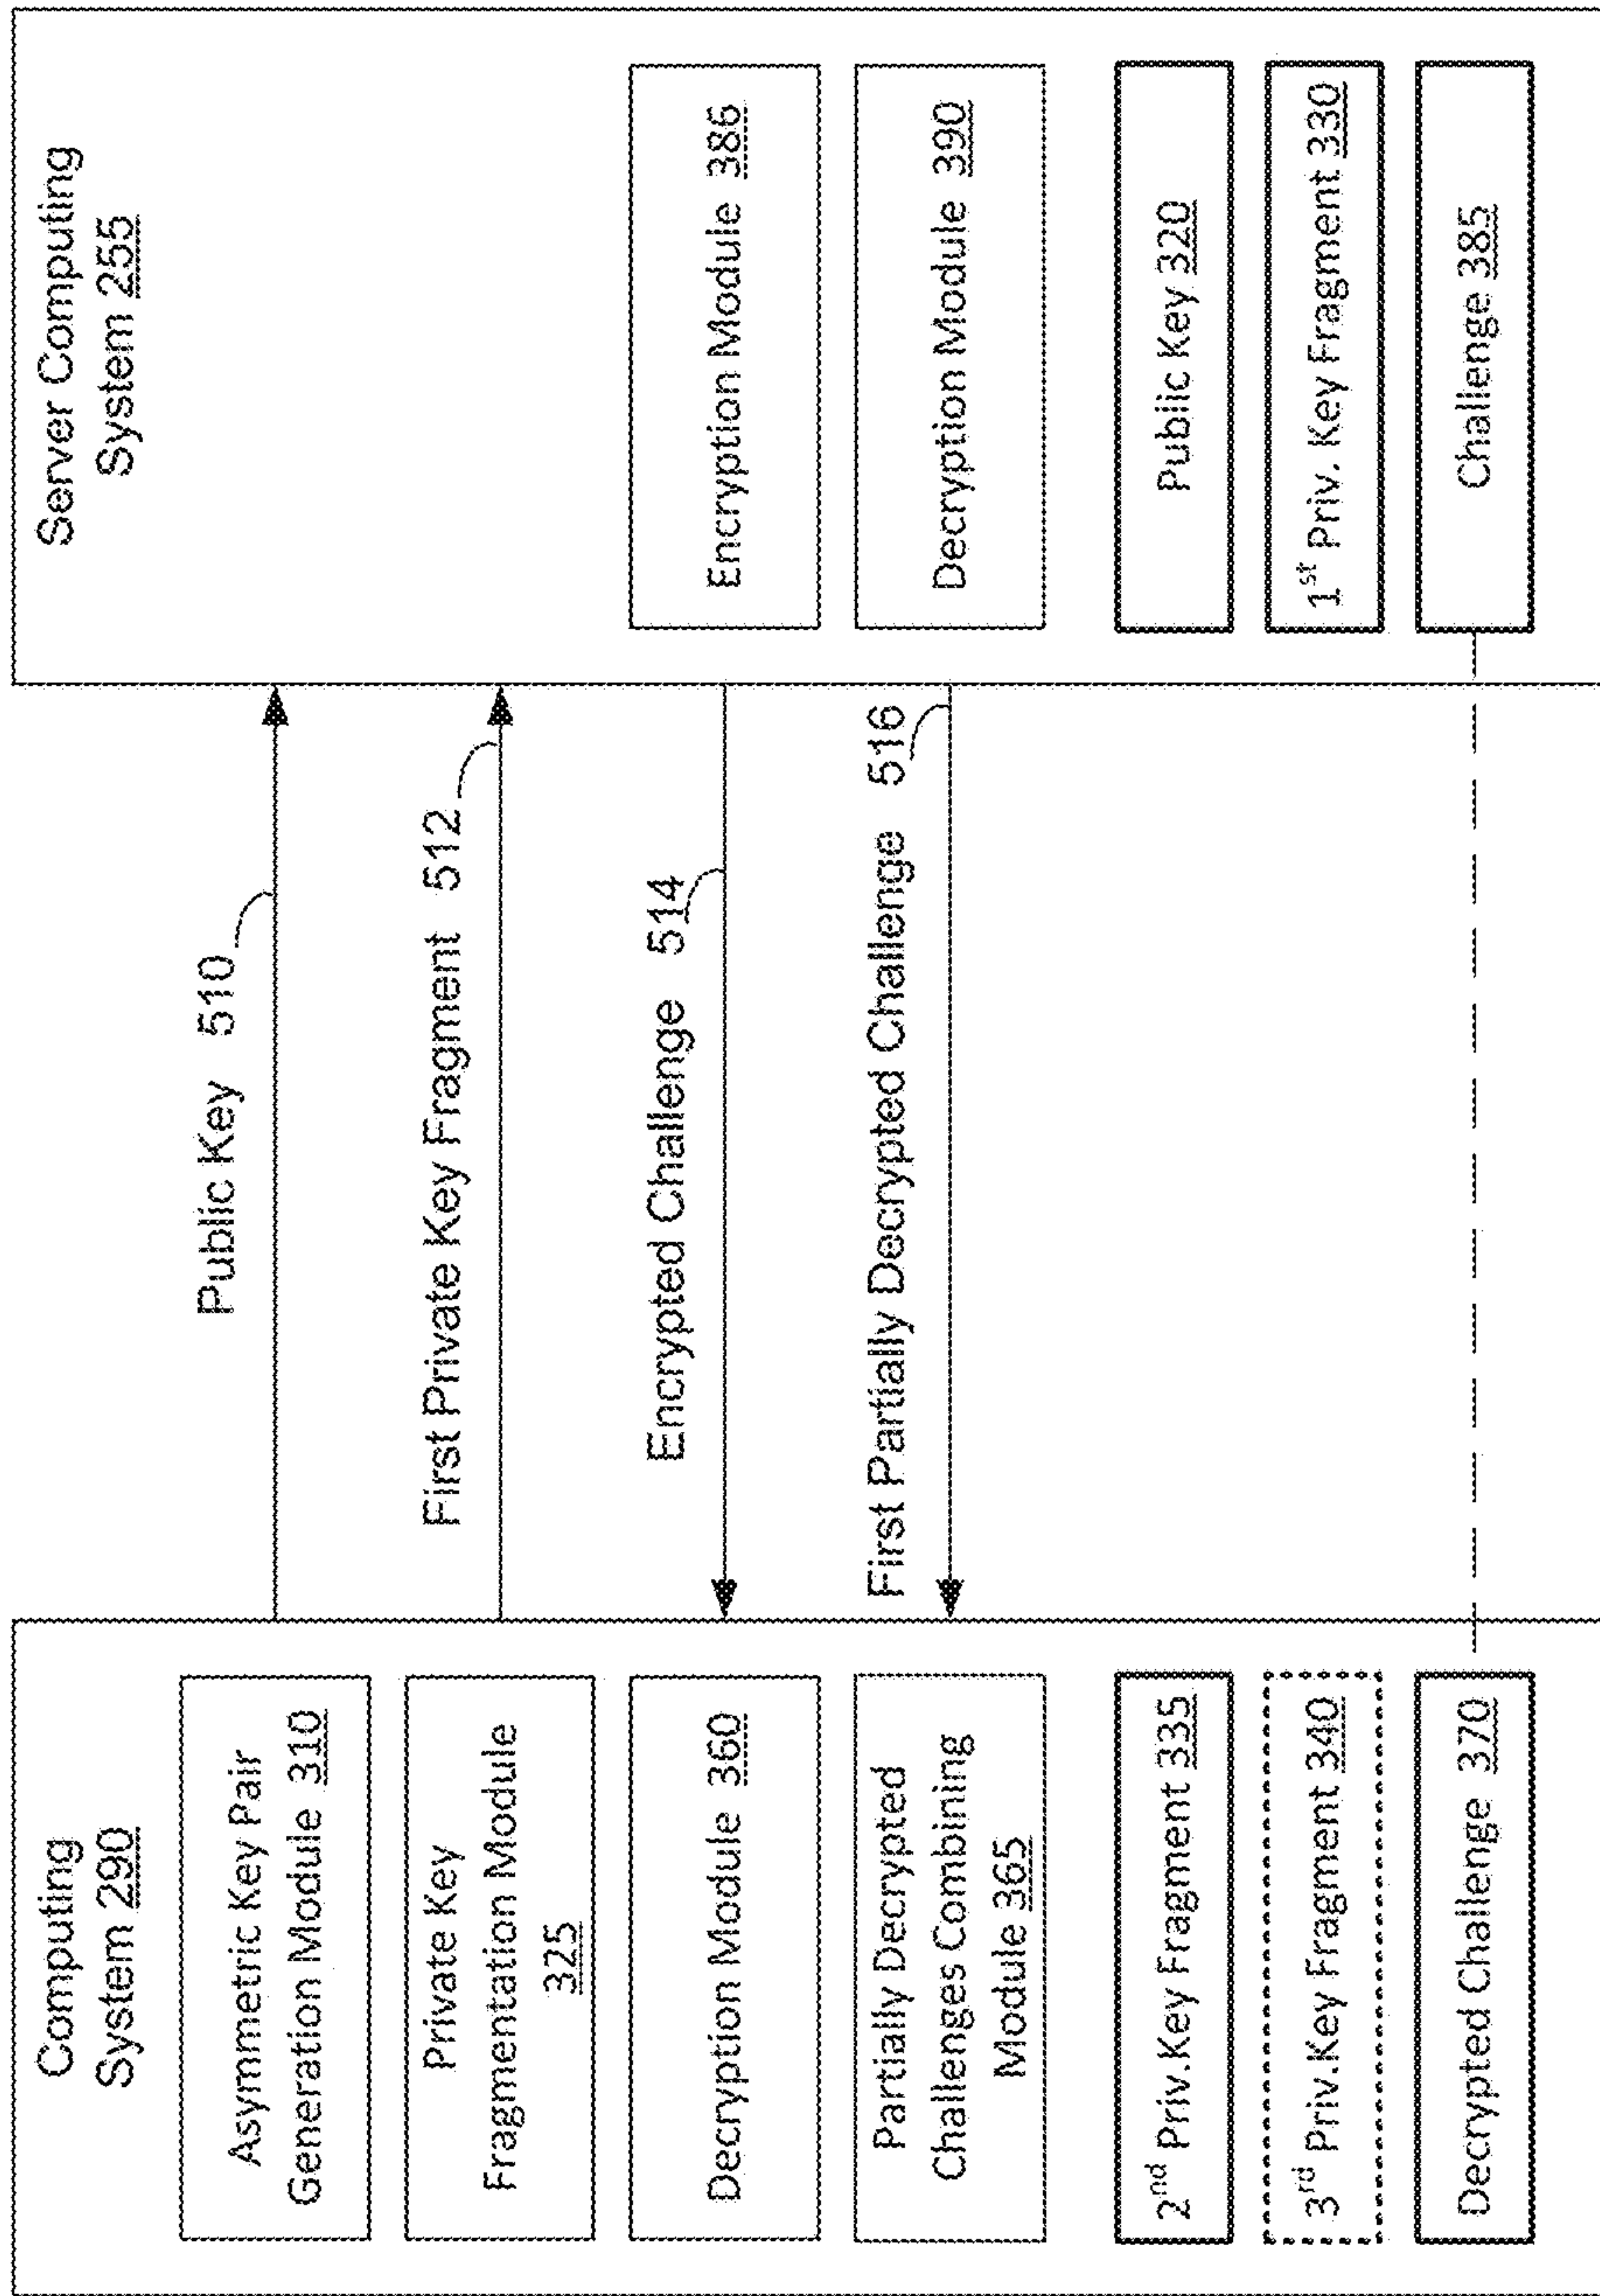 Computing
System 290
Asymmetric Key Pair
Generation Module 310
Private Key
Fragmentation Module
325
Decryption Module 360
Partially Decrypted
Challenges Combining
Module 365
2nd Priv.Key Fragment 335
3rd Priv.Key Fragment 340
Decrypted Challenge 370
Public Key 510
First Private Key Fragment 512
Encrypted Challenge 514
First Partially Decrypted Challenge 516
Server Computing
System 255
Encryption Module 386
Decryption Module 390
Public Key 320
1st Priv. Key Fragment 330
Challenge 385